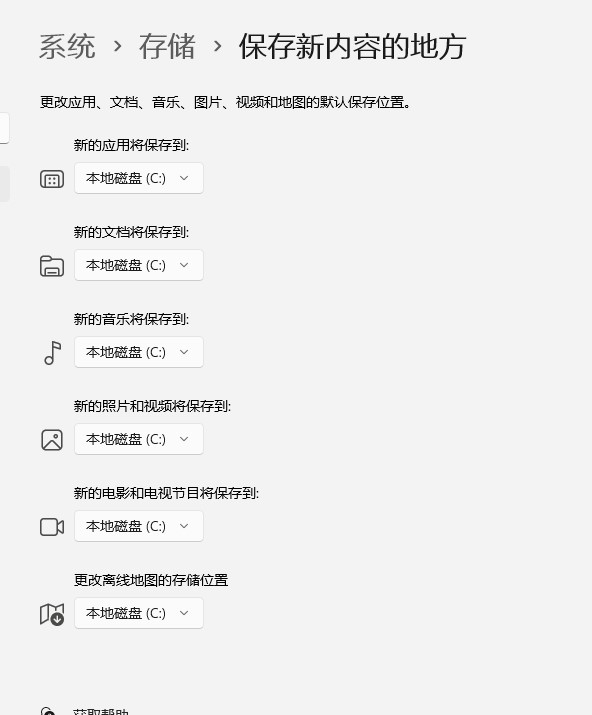 系统 › 存储 › 保存新内容的地方
更改应用、文档、音乐、图片、视频和地图的默认保存位置。
新的应用将保存到:
本地磁盘 (C:)
新的文档将保存到:
本地磁盘 (C:)
新的音乐将保存到:
本地磁盘 (C:)
新的照片和视频将保存到:
本地磁盘 (C:)
新的电影和电视节目将保存到:
本地磁盘 (C:)
更改离线地图的存储位置
本地磁盘 (C:)
获取帮助